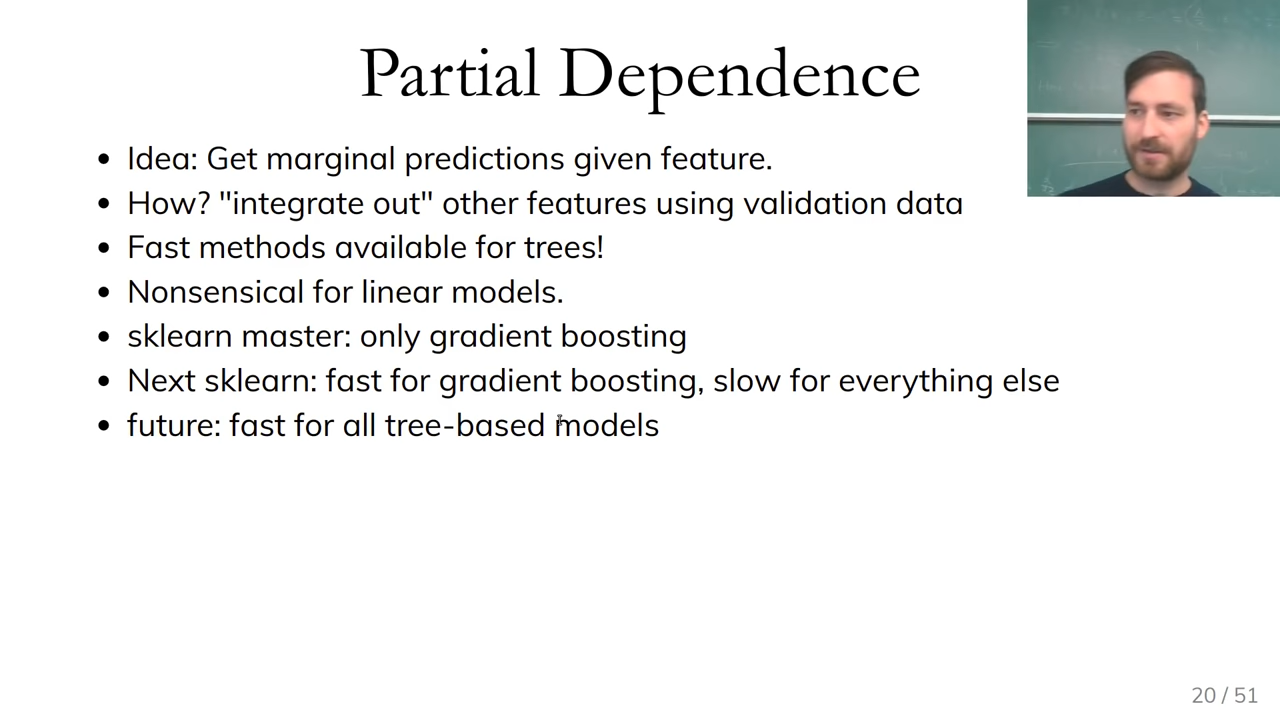 Partial Dependence
Idea: Get marginal predictions given feature.
How? "integrate out" other features using validation data
Fast methods available for trees!
Nonsensical for linear models.
sklearn master: only gradient boosting
Next sklearn: fast for gradient boosting, slow for everything else
future: fast for all tree-based models
20 / 51